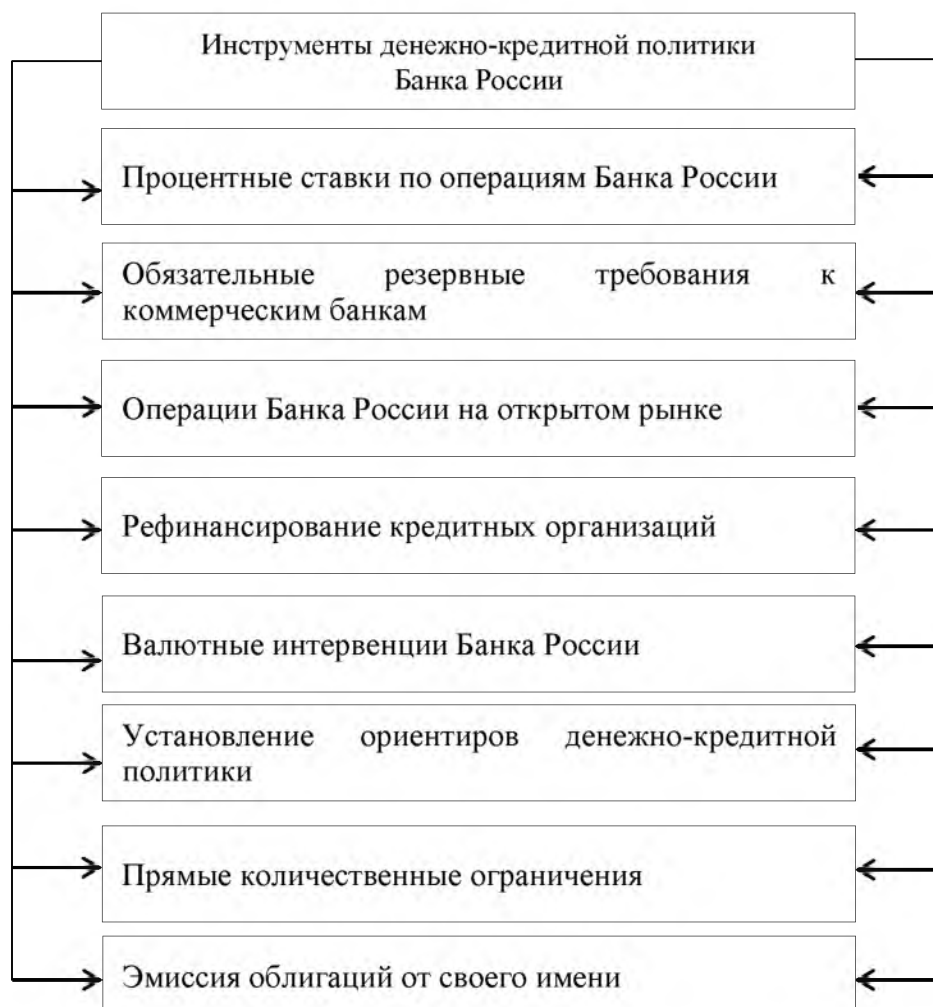 Инструменты денежно-кредитной политики
Банка России
Процентные ставки по операциям Банка России
Обязательные резервные требования к
коммерческим банкам
Операции Банка России на открытом рынке
Рефинансирование кредитных организаций
Валютные интервенции Банка России
Установление ориентиров денежно-кредитной
политики
Прямые количественные ограничения
Эмиссия облигаций от своего имени